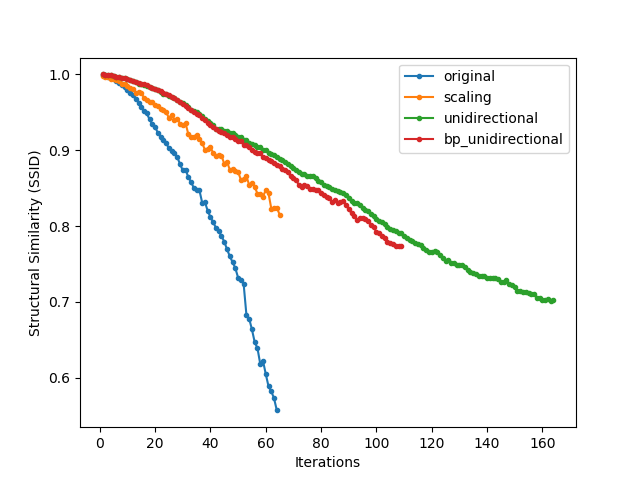 1.0
0.9
0.8
0.7
0.6
Structural Similarity (SSID)
original
scaling
unidirectional
bp_unidirectional
0 20 40 60 80 100 120 140 160
Iterations